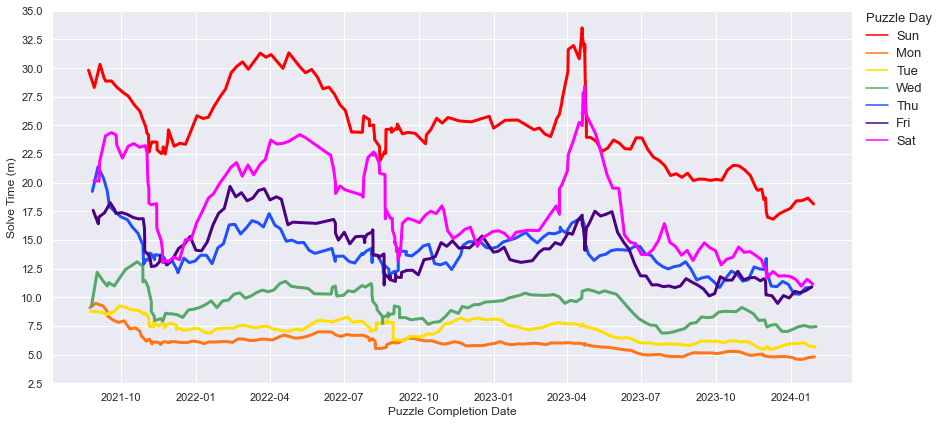 Puzzle Day
Sun
Mon
Tue
Wed
Thu
Fri
Sat
Solve Time (m)
35.0
32.5
30.0
27.5
25.0
22.5
20.0
17.5
15.0
12.5
10.0
7.5
5.0
2.5
2021-10
2022-01
2022-04
2022-07
2022-10
2023-01
2023-04
2023-07
2023-10
2024-01
Puzzle Completion Date